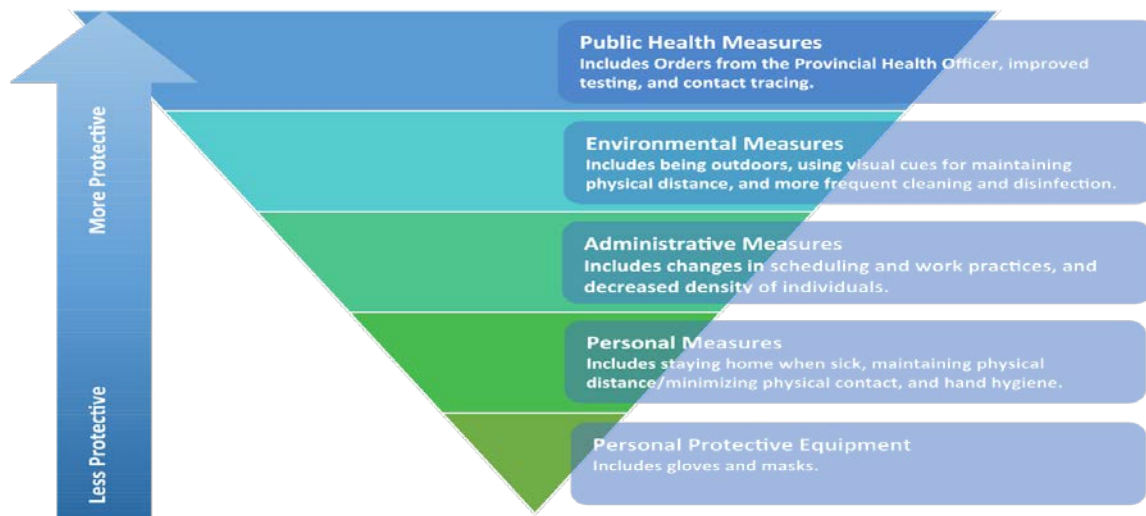 More Protective
Less Protective
Public Health Measures
Includes Orders from the Provincial Health Officer, improved
testing, and contact tracing.
Environmental Measures
Includes being outdoors, using visual cues for maintaining
physical distance, and more frequent cleaning and disinfection.
Administrative Measures
Includes changes in scheduling and work practices, and
decreased density of individuals.
Personal Measures
Includes staying home when sick, maintaining physical
distance/minimizing physical contact, and hand hygiene.
Personal Protective Equipment
Includes gloves and masks.